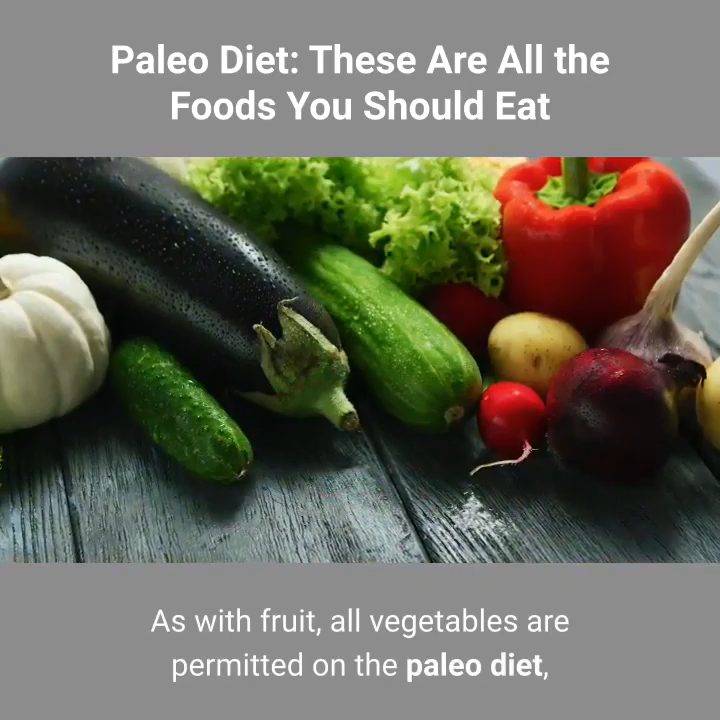 Paleo Diet: These Are All the
Foods You Should Eat
As with fruit, all vegetables are
permitted on the paleo diet,